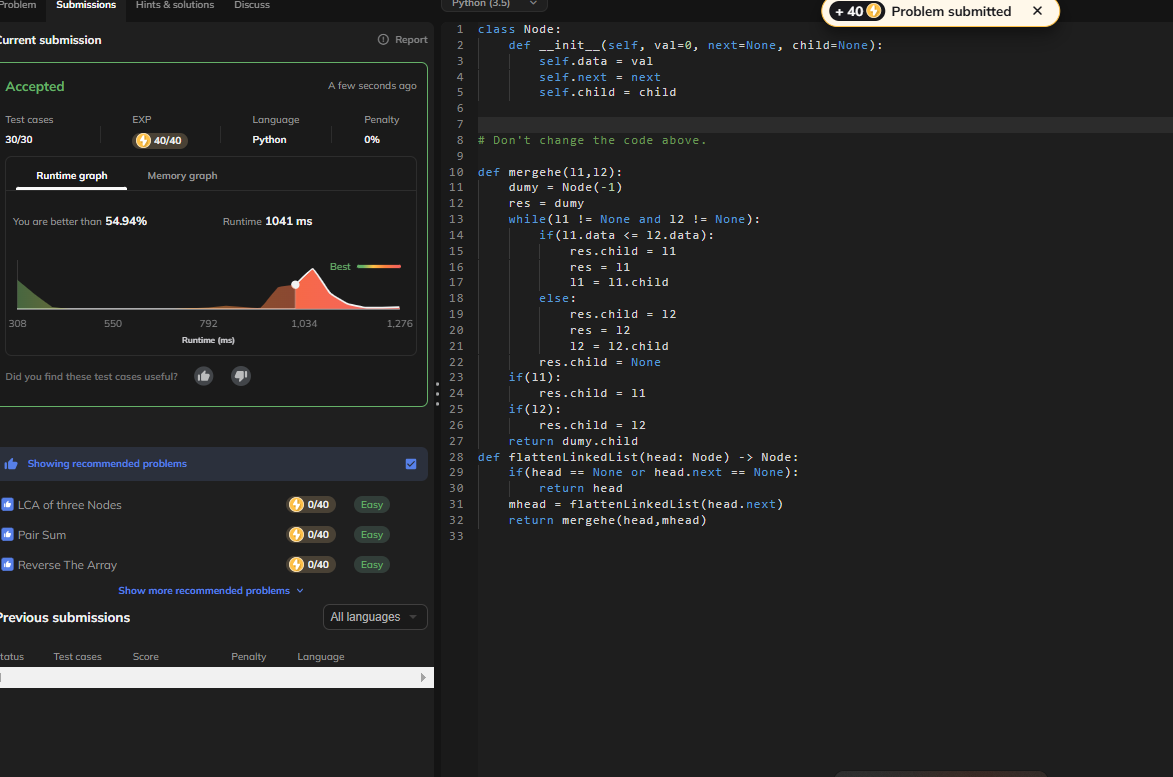 Problem
Submissions
Hints & solutions
Discuss
Current submission
Report
Accepted
A few seconds ago
Test cases
EXP
Language
Penalty
30/30
40/40
Python
0%
Runtime graph
Memory graph
You are better than 54.94%
Runtime 1041 ms
Best
308 550 792 1,034 1,276
Runtime (ms)
Did you find these test cases useful?
Showing recommended problems
LCA of three Nodes 0/40 Easy
Pair Sum 0/40 Easy
Reverse The Array 0/40 Easy
Show more recommended problems
Previous submissions
All languages
tatus Test cases Score Penalty Language
Python (3.5)
+ 40 Problem submitted
1 class Node:
2 def __init__(self, val=0, next=None, child=None):
3 self.data = val
4 self.next = next
5 self.child = child
6
7
8 # Don't change the code above.
9
10 def mergehe(l1,l2):
11 dumy = Node(-1)
12 res = dumy
13 while(l1 != None and l2 != None):
14 if(l1.data <= l2.data):
15 res.child = l1
16 res = l1
17 l1 = l1.child
18 else:
19 res.child = l2
20 res = l2
21 l2 = l2.child
22 res.child = None
23 if(l1):
24 res.child = l1
25 if(l2):
26 res.child = l2
27 return dumy.child
28 def flattenLinkedList(head: Node) -> Node:
29 if(head == None or head.next == None):
30 return head
31 mhead = flattenLinkedList(head.next)
32 return mergehe(head,mhead)
33